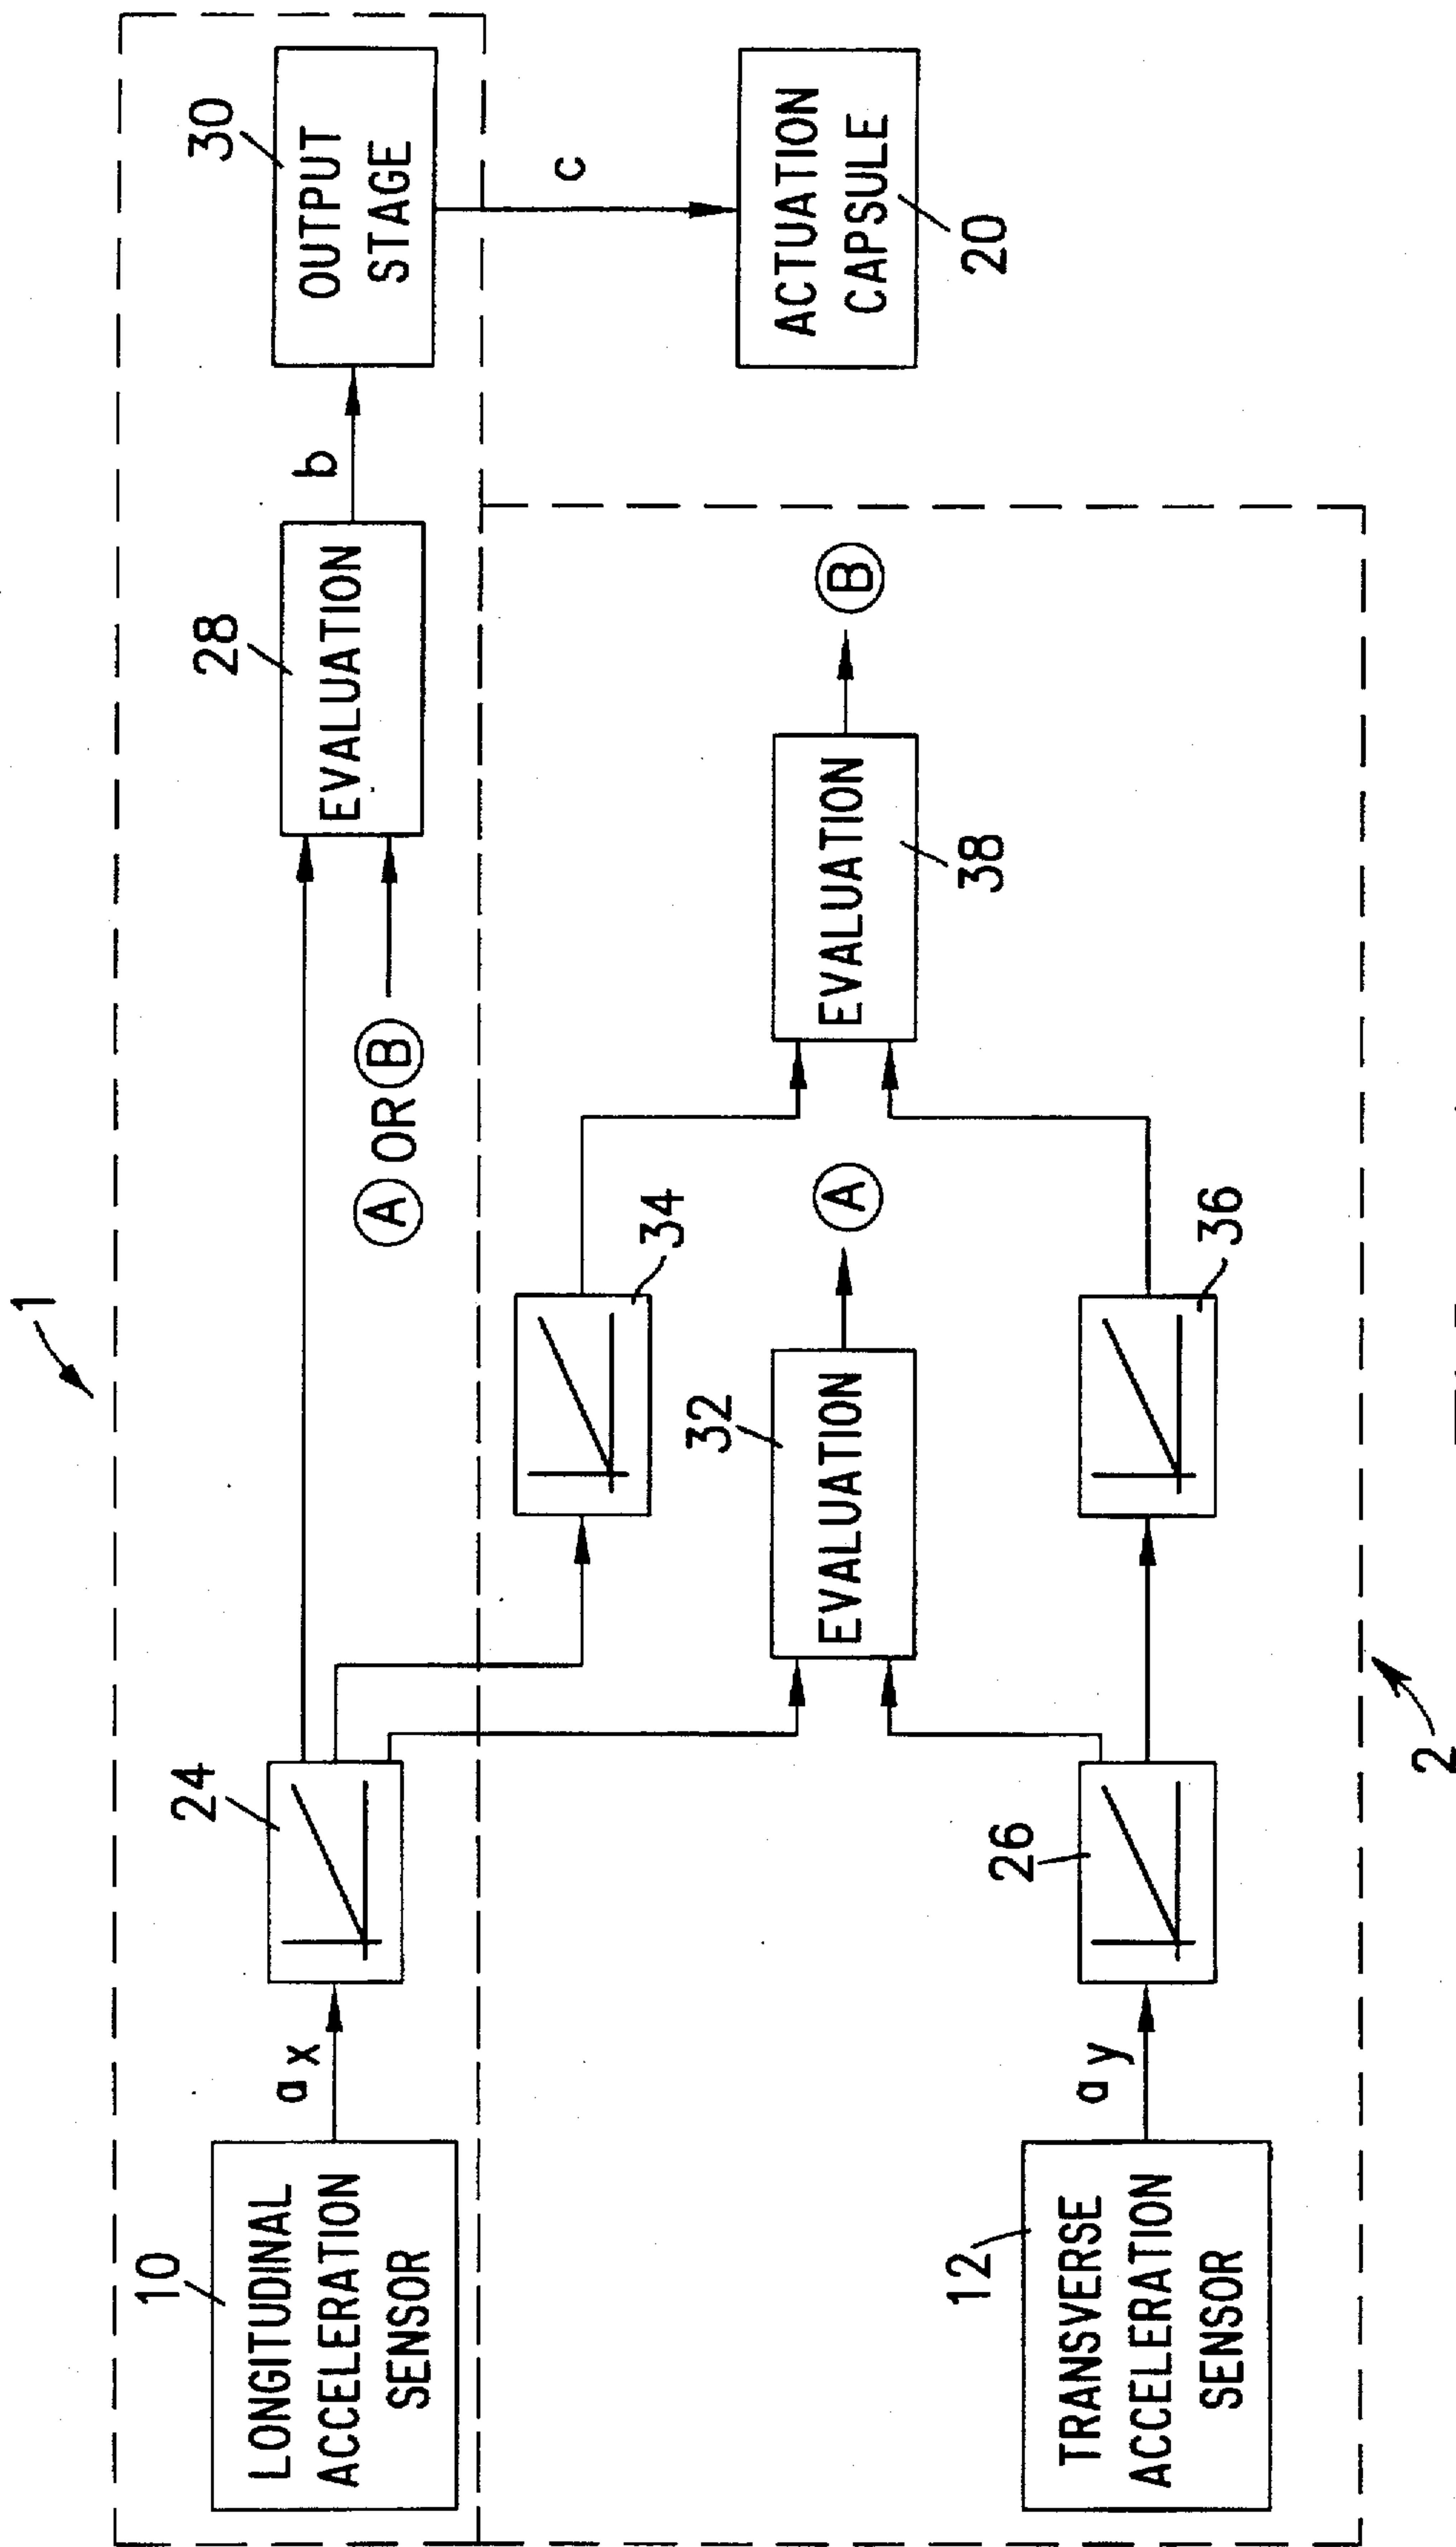 1
10
LONGITUDINAL
ACCELERATION
SENSOR
a x
24
28
EVALUATION
A OR B
b
30
OUTPUT
STAGE
c
ACTUATION
CAPSULE
20
34
32
EVALUATION
A
EVALUATION
38
B
12
TRANSVERSE
ACCELERATION
SENSOR
a y
26
36
2